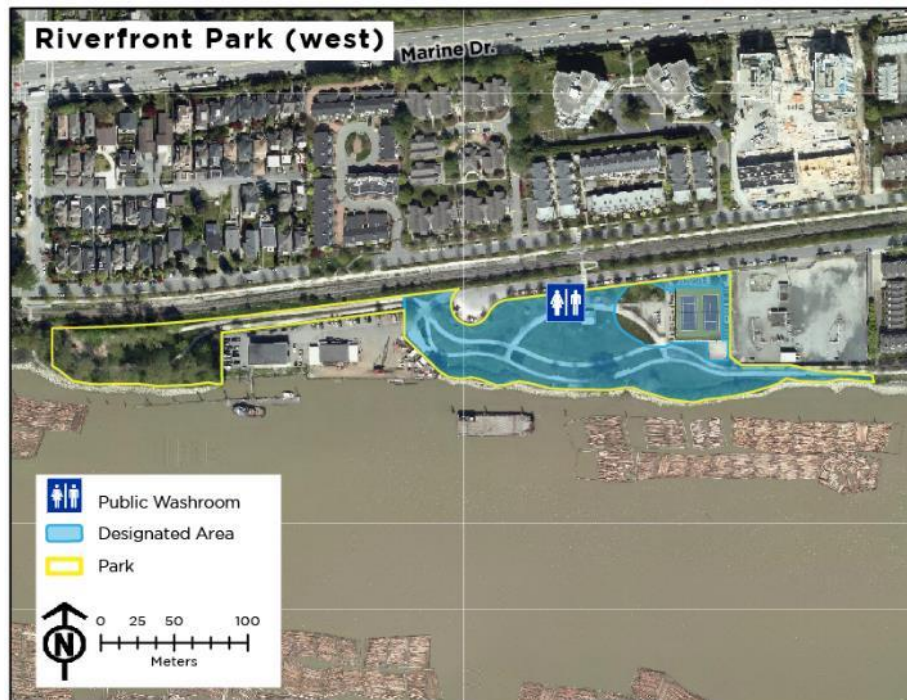 Riverfront Park (west)
Marine Dr.
Public Washroom
Designated Area
Park
N
0 25 50 100
Meters